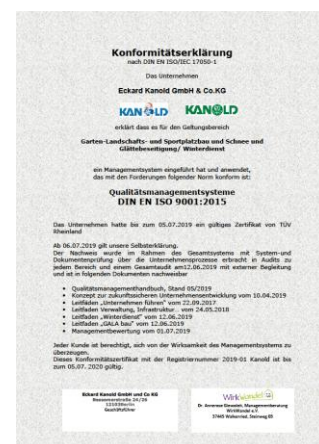 Konformitätserklärung
nach DIN EN ISO/IEC 17050-1
Das Unternehmen
Eckard Kanold GmbH & Co.KG
KANOLD KANOLD
erklärt dass es für den Geltungsbereich
Garten-Landschafts- und Sportplatzbau und Schnee und
Glättebeseitigung/ Winterdienst
ein Managementsystem eingeführt hat und anwendet,
das mit den Forderungen folgender Norm konform ist:
Qualitätsmanagementsysteme
DIN EN ISO 9001:2015
Das Unternehmen hatte bis zum 05.07.2019 ein gültiges Zertifikat von TÜV
Rheinland
Ab 06.07.2019 gilt unsere Selbsterklärung.
Der Nachweis wurde im Rahmen des Gesamtsystems mit System-und
Dokumentenprüfung über die Unternehmensprozesse erbracht in Audits zu
jedem Bereich und einem Gesamtaudit am12.06.2019 mit externer Begleitung
und ist in folgenden Dokumenten nachweisbar
• Qualitätsmanagementhandbuch, Stand 05/2019
• Konzept zur zukunftssicheren Unternehmensentwicklung vom 10.04.2019
• Leitfäden „Unternehmen führen" vom 22.09.2017
• Leitfaden Verwaltung, Infrastruktur.. vom 24.05.2018
• Leitfaden „Winterdienst" vom 12.06.2019
• Leitfaden „GALA bau" vom 12.06.2019
• Managementbewertung vom 01.07.2019
Jeder Kunde ist berechtigt, sich von der Wirksamkeit des Managementsystems zu
überzeugen.
Dieses Konformitätszertifikat mit der Registriernummer 2019-01 Kanold ist bis
zum 05.07. 2020 gültig.
Eckard Kanold GmbH und Co KG
12103Berlin
Geschäftsführer
WirkWandel
Managementberatung
WirkWandel e.V.
37445 Walkenried, Steinweg